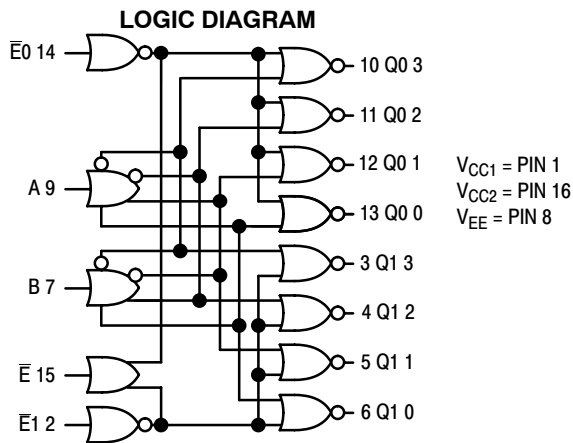 LOGIC DIAGRAM
E̅0 14
A 9
B 7
E̅ 15
E̅1 2
10 Q0 3
11 Q0 2
12 Q0 1
13 Q0 0
3 Q1 3
4 Q1 2
5 Q1 1
6 Q1 0
VCC1 = PIN 1
VCC2 = PIN 16
VEE = PIN 8